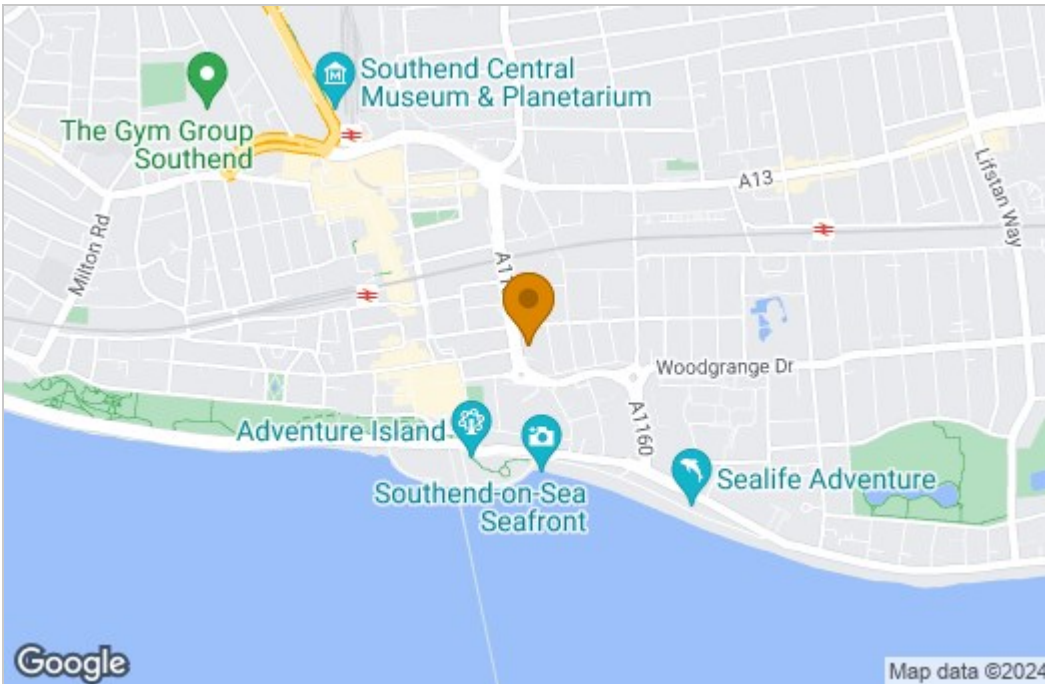 Southend Central
Museum & Planetarium
The Gym Group
Southend
A13
Lifstan Way
Milton Rd
Woodgrange Dr
A1160
Adventure Island
Southend-on-Sea
Seafront
Sealife Adventure
Google
Map data ©2024